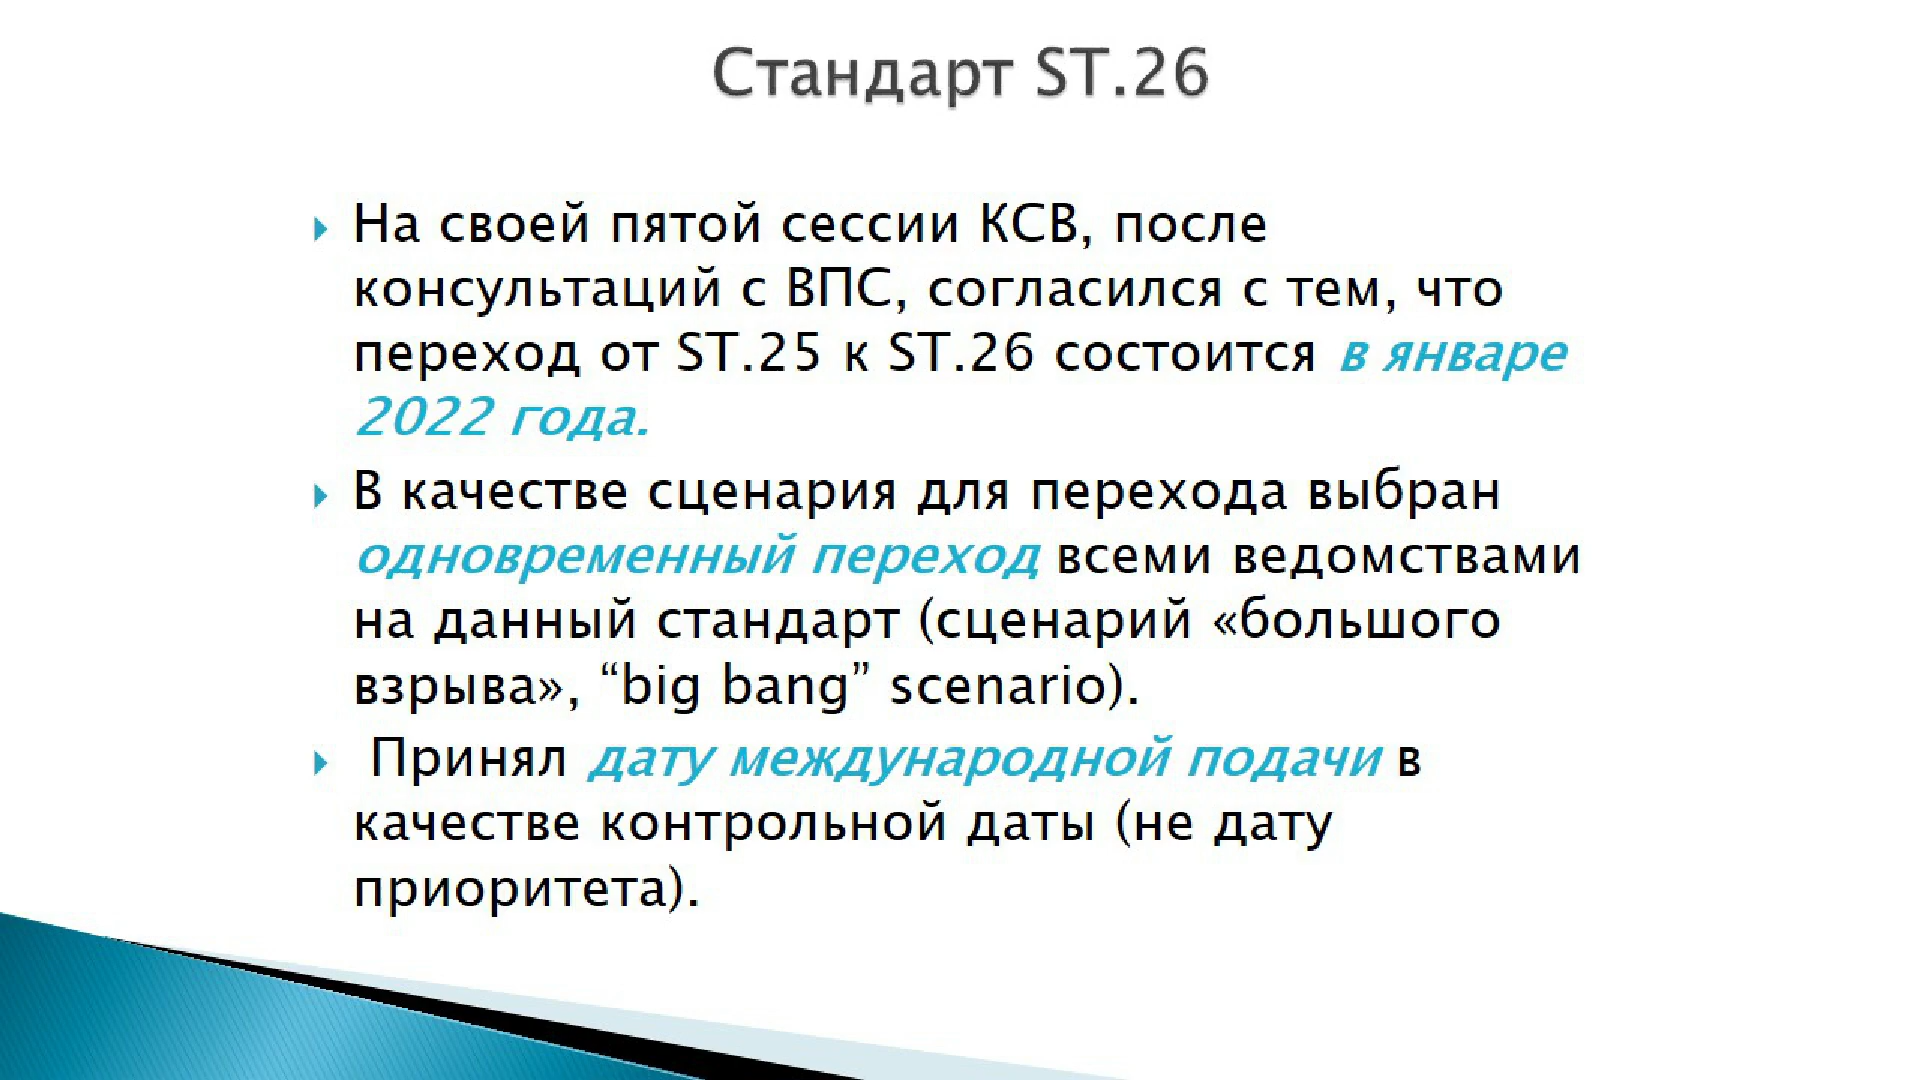 Стандарт ST.26
На своей пятой сессии КСВ, после
консультаций с ВПС, согласился с тем, что
переход от ST.25 к ST.26 состоится в январе
2022 года.
В качестве сценария для перехода выбран
одновременный переход всеми ведомствами
на данный стандарт (сценарий «большого
взрыва», “big bang” scenario).
Принял дату международной подачи в
качестве контрольной даты (не дату
приоритета).